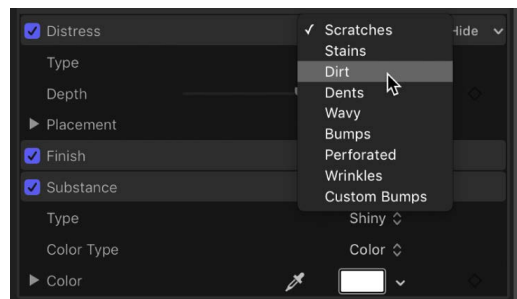 Distress ✓ Scratches Hide
Stains
Type
Dirt
Depth
Dents
Wavy
Placement
Bumps
Finish
Perforated
Wrinkles
Substance
Custom Bumps
Type Shiny
Color Type Color
Color